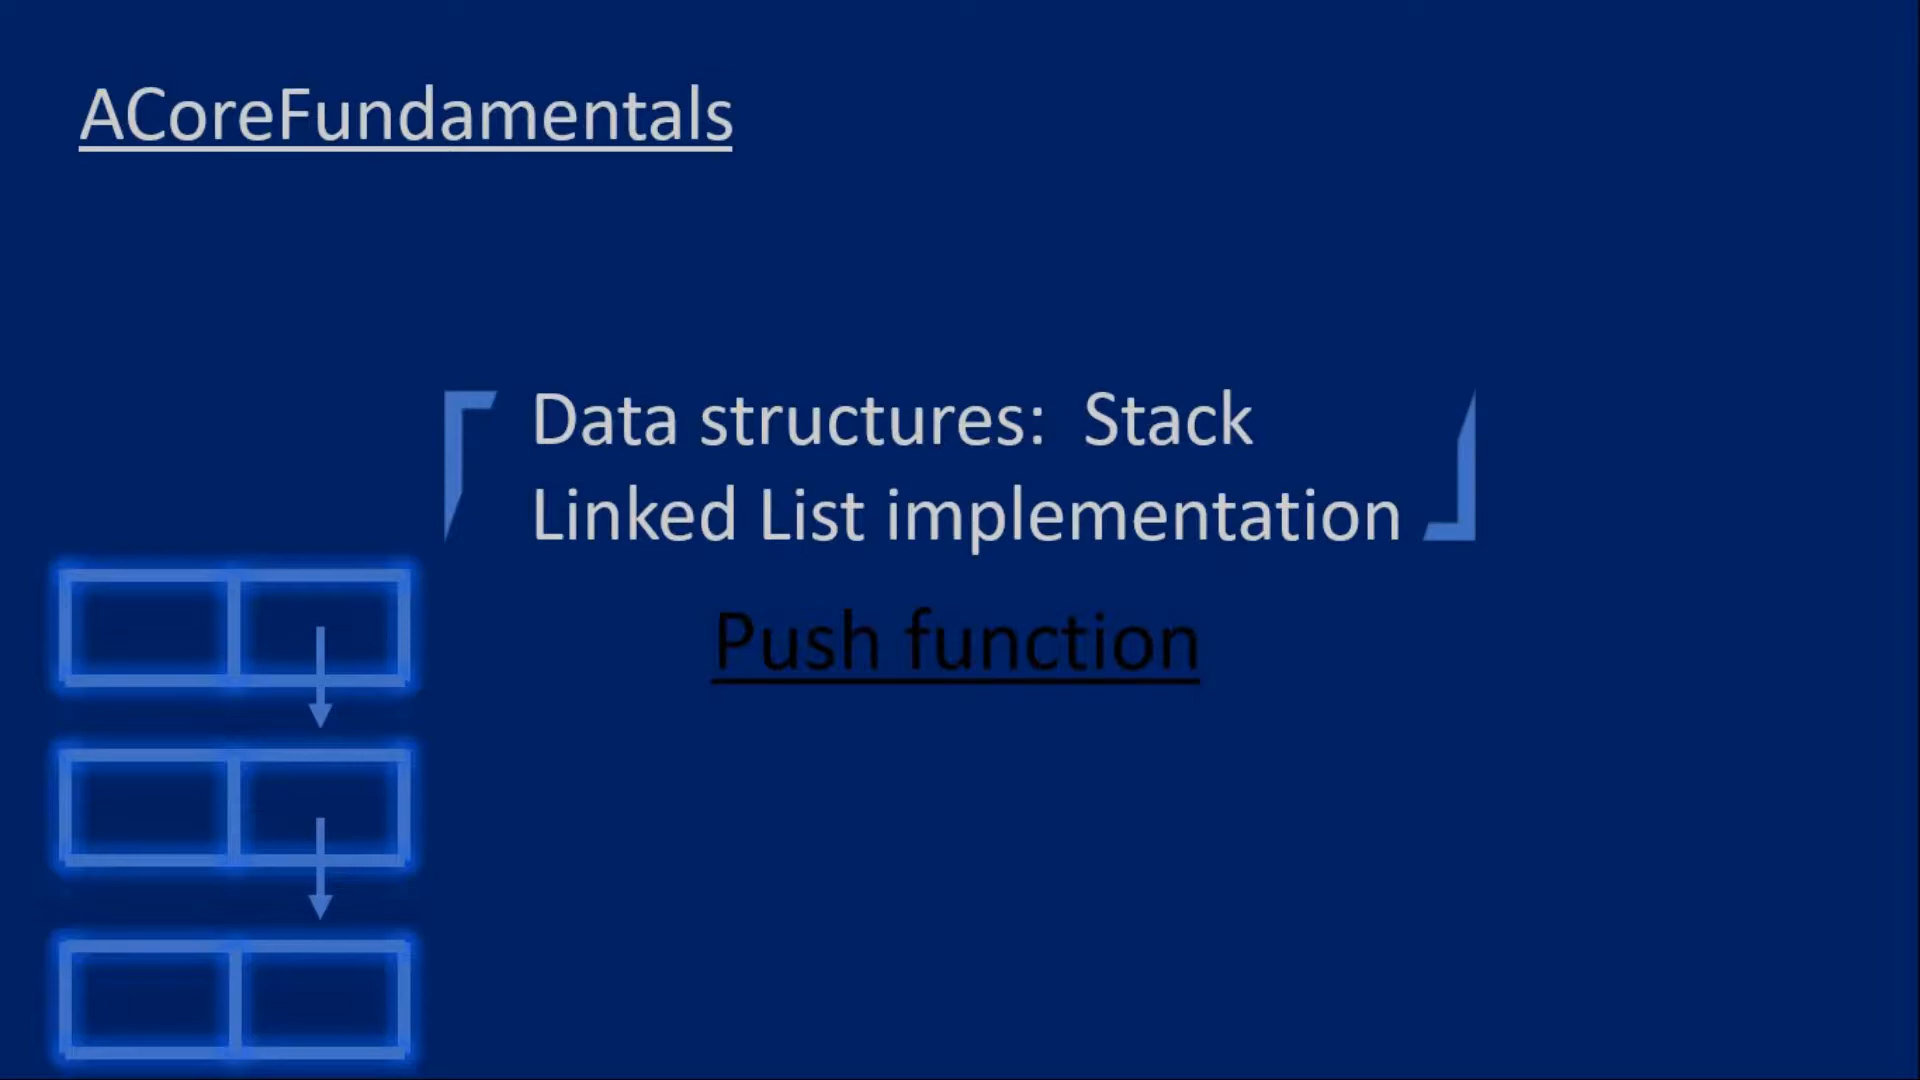 ACoreFundamentals
Data structures: Stack
Linked List implementation
Push function